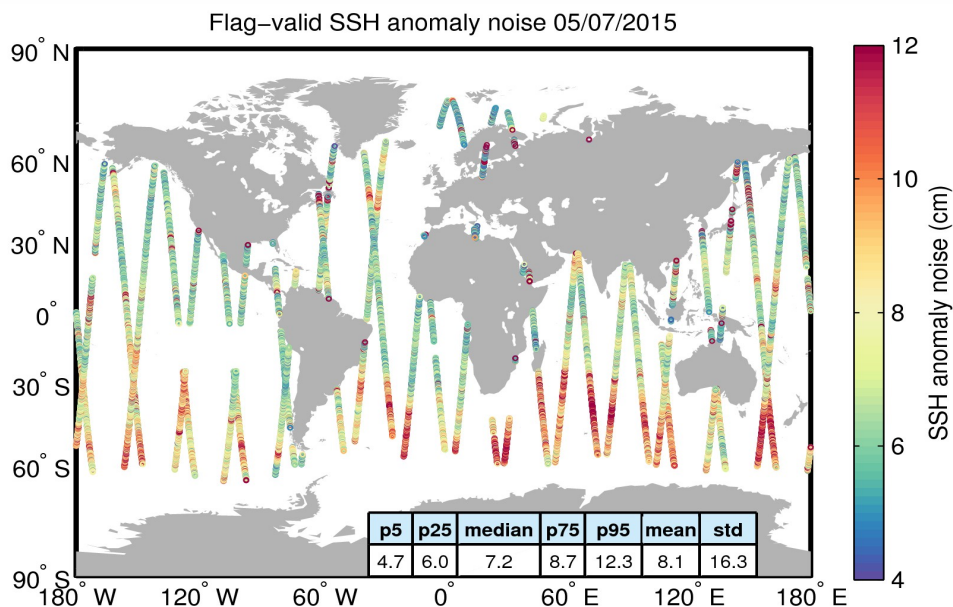 Flag−valid SSH anomaly noise 05/07/2015
90° N
60° N
30° N
0°
30° S
60° S
90° S
180° W 120° W 60° W 0° 60° E 120° E 180° E
p5 p25 median p75 p95 mean std
4.7 6.0 7.2 8.7 12.3 8.1 16.3
12
10
8
6
4
SSH anomaly noise (cm)